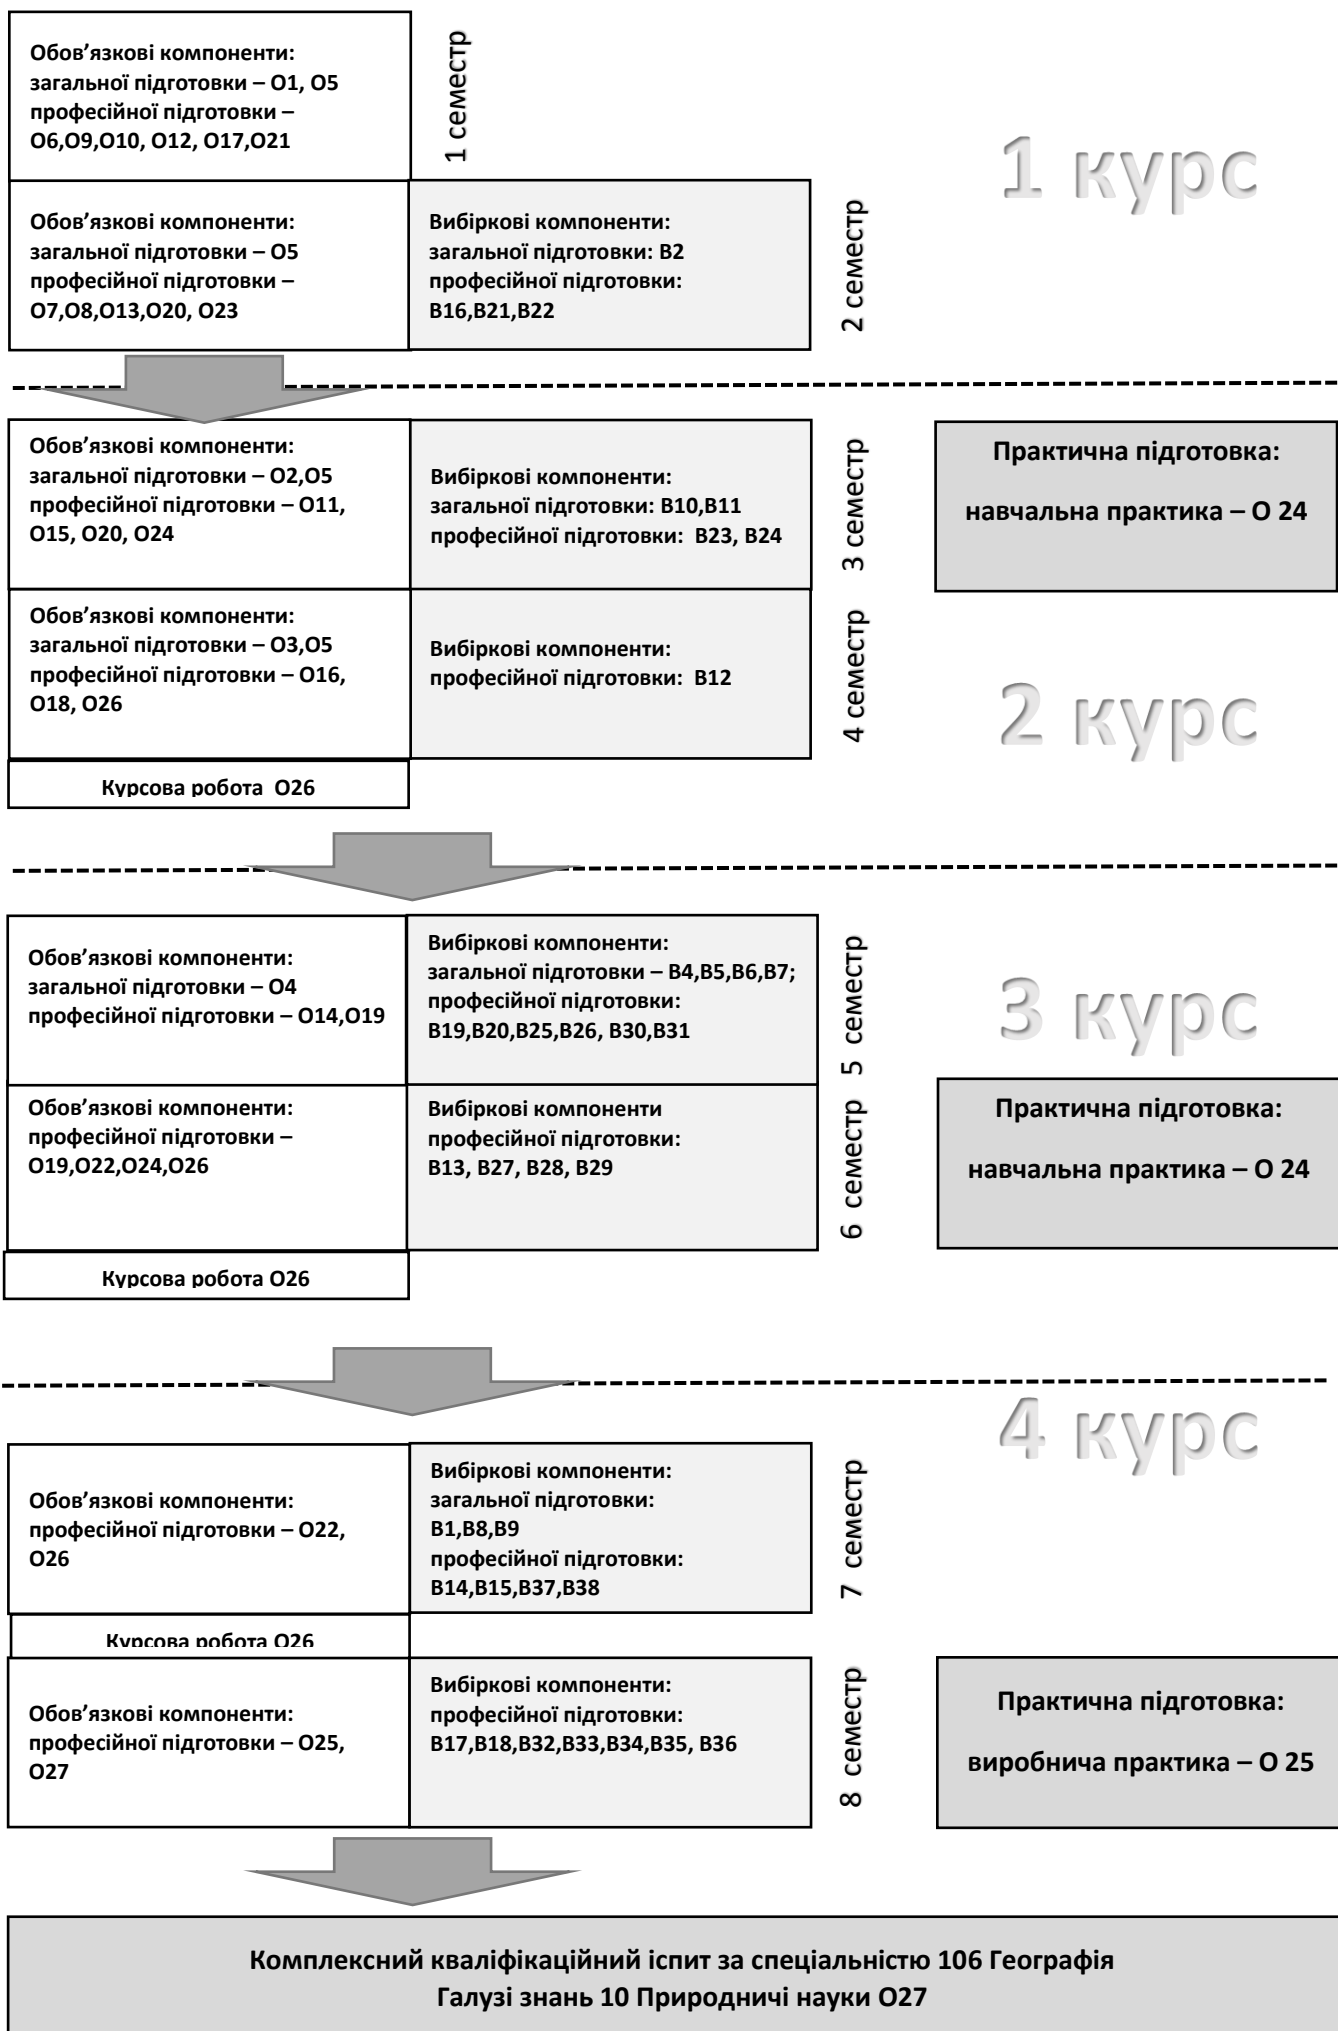 Обов’язкові компоненти:
загальної підготовки – О1, О5
професійної підготовки –
О6,О9,О10, О12, О17,О21
1 семестр
1 курс
Обов’язкові компоненти:
загальної підготовки – О5
професійної підготовки –
О7,О8,О13,О20, О23
Вибіркові компоненти:
загальної підготовки: В2
професійної підготовки:
В16,В21,В22
2 семестр
Обов’язкові компоненти:
загальної підготовки – О2,О5
професійної підготовки – О11,
О15, О20, О24
Вибіркові компоненти:
загальної підготовки: В10,В11
професійної підготовки:  В23, В24
3 семестр
Практична підготовка:
навчальна практика – О 24
Обов’язкові компоненти:
загальної підготовки – О3,О5
професійної підготовки – О16,
О18, О26
Вибіркові компоненти:
професійної підготовки:  В12
4 семестр
2 курс
Курсова робота  О26
Обов’язкові компоненти:
загальної підготовки – О4
професійної підготовки – О14,О19
Вибіркові компоненти:
загальної підготовки – В4,В5,В6,В7;
професійної підготовки:
В19,В20,В25,В26, В30,В31
5  семестр
3 курс
Обов’язкові компоненти:
професійної підготовки –
О19,О22,О24,О26
Вибіркові компоненти
професійної підготовки:
В13, В27, В28, В29
6  семестр
Практична підготовка:
навчальна практика – О 24
Курсова робота О26
4 курс
Обов’язкові компоненти:
професійної підготовки – О22,
О26
Вибіркові компоненти:
загальної підготовки:
В1,В8,В9
професійної підготовки:
В14,В15,В37,В38
7  семестр
Курсова робота О26
Обов’язкові компоненти:
професійної підготовки – О25,
О27
Вибіркові компоненти:
професійної підготовки:
В17,В18,В32,В33,В34,В35, В36
8  семестр
Практична підготовка:
виробнича практика – О 25
Комплексний кваліфікаційний іспит за спеціальністю 106 Географія
Галузі знань 10 Природничі науки О27